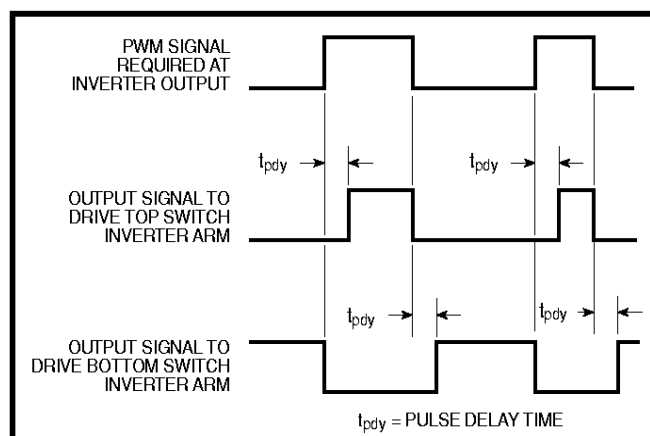 PWM SIGNAL
REQUIRED AT
INVERTER OUTPUT
tpdy
tpdy
OUTPUT SIGNAL TO
DRIVE TOP SWITCH
INVERTER ARM
tpdy
tpdy
OUTPUT SIGNAL TO
DRIVE BOTTOM SWITCH
INVERTER ARM
tpdy = PULSE DELAY TIME